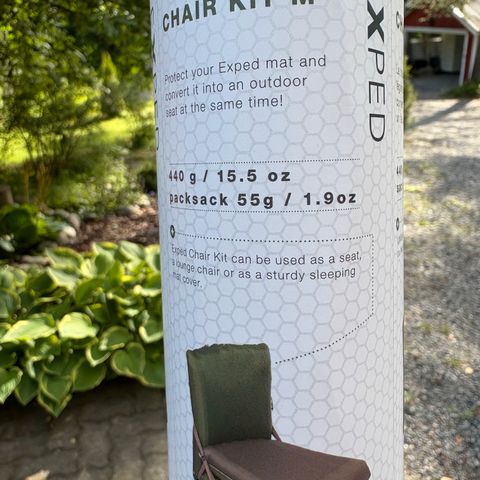 CHAIR KIT M
EXPED
Protect your Exped mat and
convert it into an outdoor
seat at the same time!
440 g / 15.5 oz
packsack 55g / 1.9oz
Exped Chair Kit can be used as a seat,
a lounge chair or as a sturdy sleeping
mat cover.